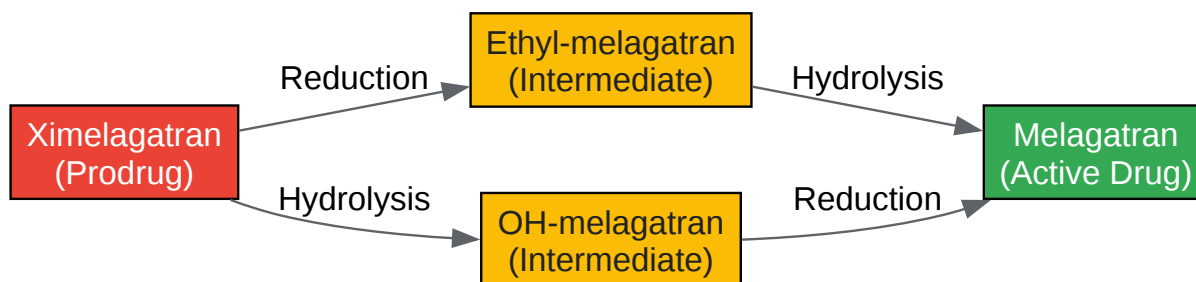 Ethyl-melagatran
(Intermediate)
Reduction
Hydrolysis
Ximelagatran
(Prodrug)
Melagatran
(Active Drug)
Hydrolysis
Reduction
OH-melagatran
(Intermediate)